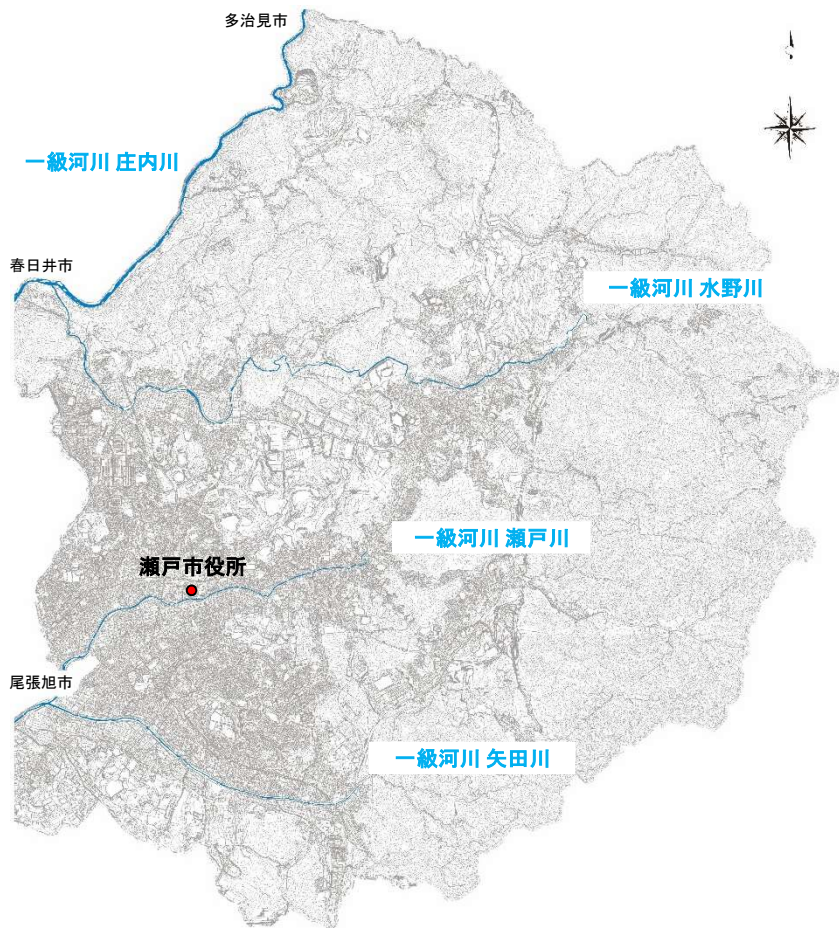 多治見市
一級河川 庄内川
春日井市
一級河川 水野川
一級河川 瀬戸川
瀬戸市役所
尾張旭市
一級河川 矢田川